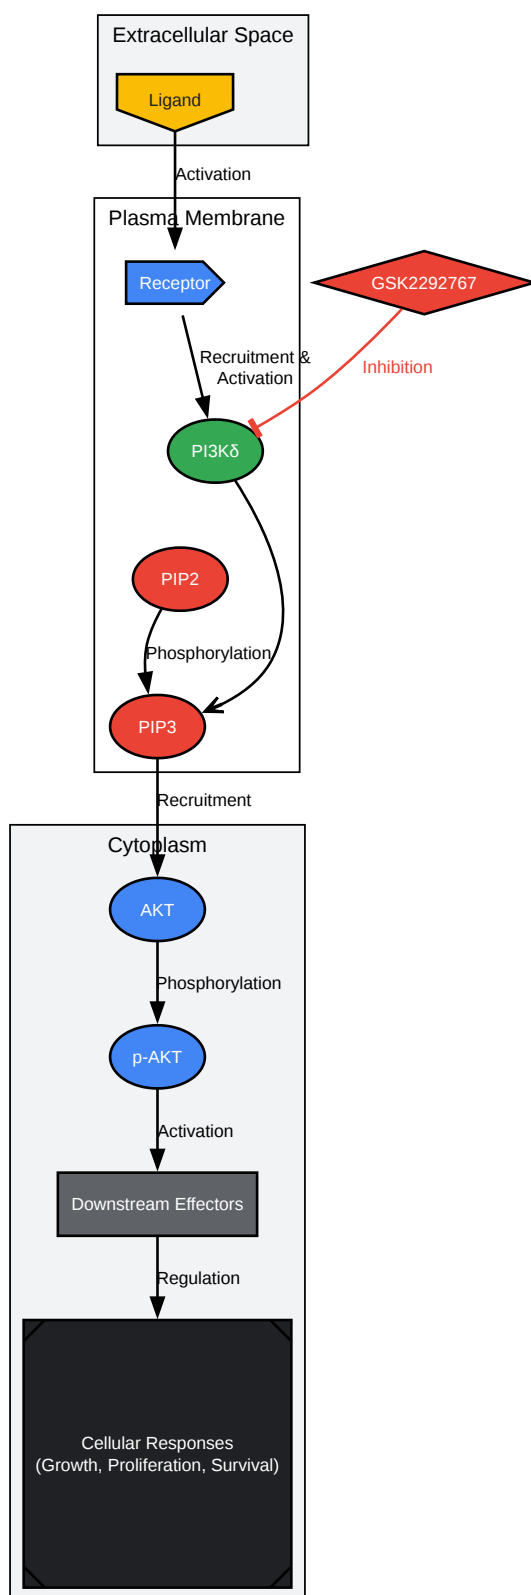 Extracellular Space
Ligand
Activation
Plasma Membrane
Receptor
GSK2292767
Recruitment &
Activation
Inhibition
PI3Kδ
PIP2
Phosphorylation
PIP3
Recruitment
Cytoplasm
AKT
Phosphorylation
p-AKT
Activation
Downstream Effectors
Regulation
Cellular Responses
(Growth, Proliferation, Survival)